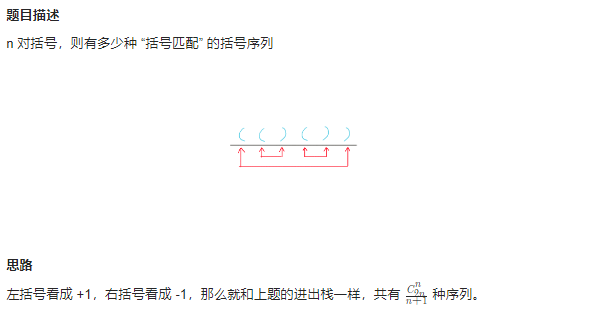 题目描述
n 对括号，则有多少种 “括号匹配” 的括号序列
( ( ) ( ) )
思路
左括号看成 +1，右括号看成 -1，那么就和上题的进出栈一样，共有 $\frac{C_{2n}^{n}}{n+1}$ 种序列。